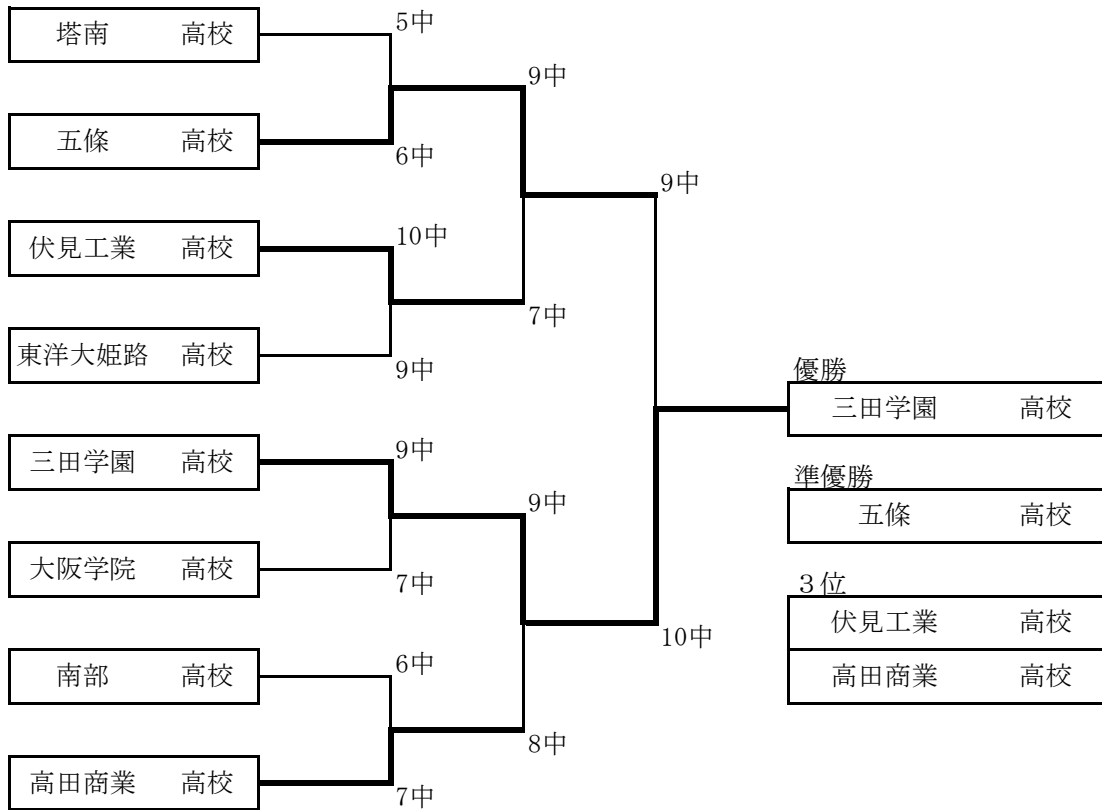 塔南 高校
5中
9中
五條 高校
6中
9中
伏見工業 高校
10中
7中
東洋大姫路 高校
9中
優勝
三田学園 高校
三田学園 高校
9中
準優勝
9中
五條 高校
大阪学院 高校
7中
3位
伏見工業 高校
10中
南部 高校
6中
高田商業 高校
8中
高田商業 高校
7中